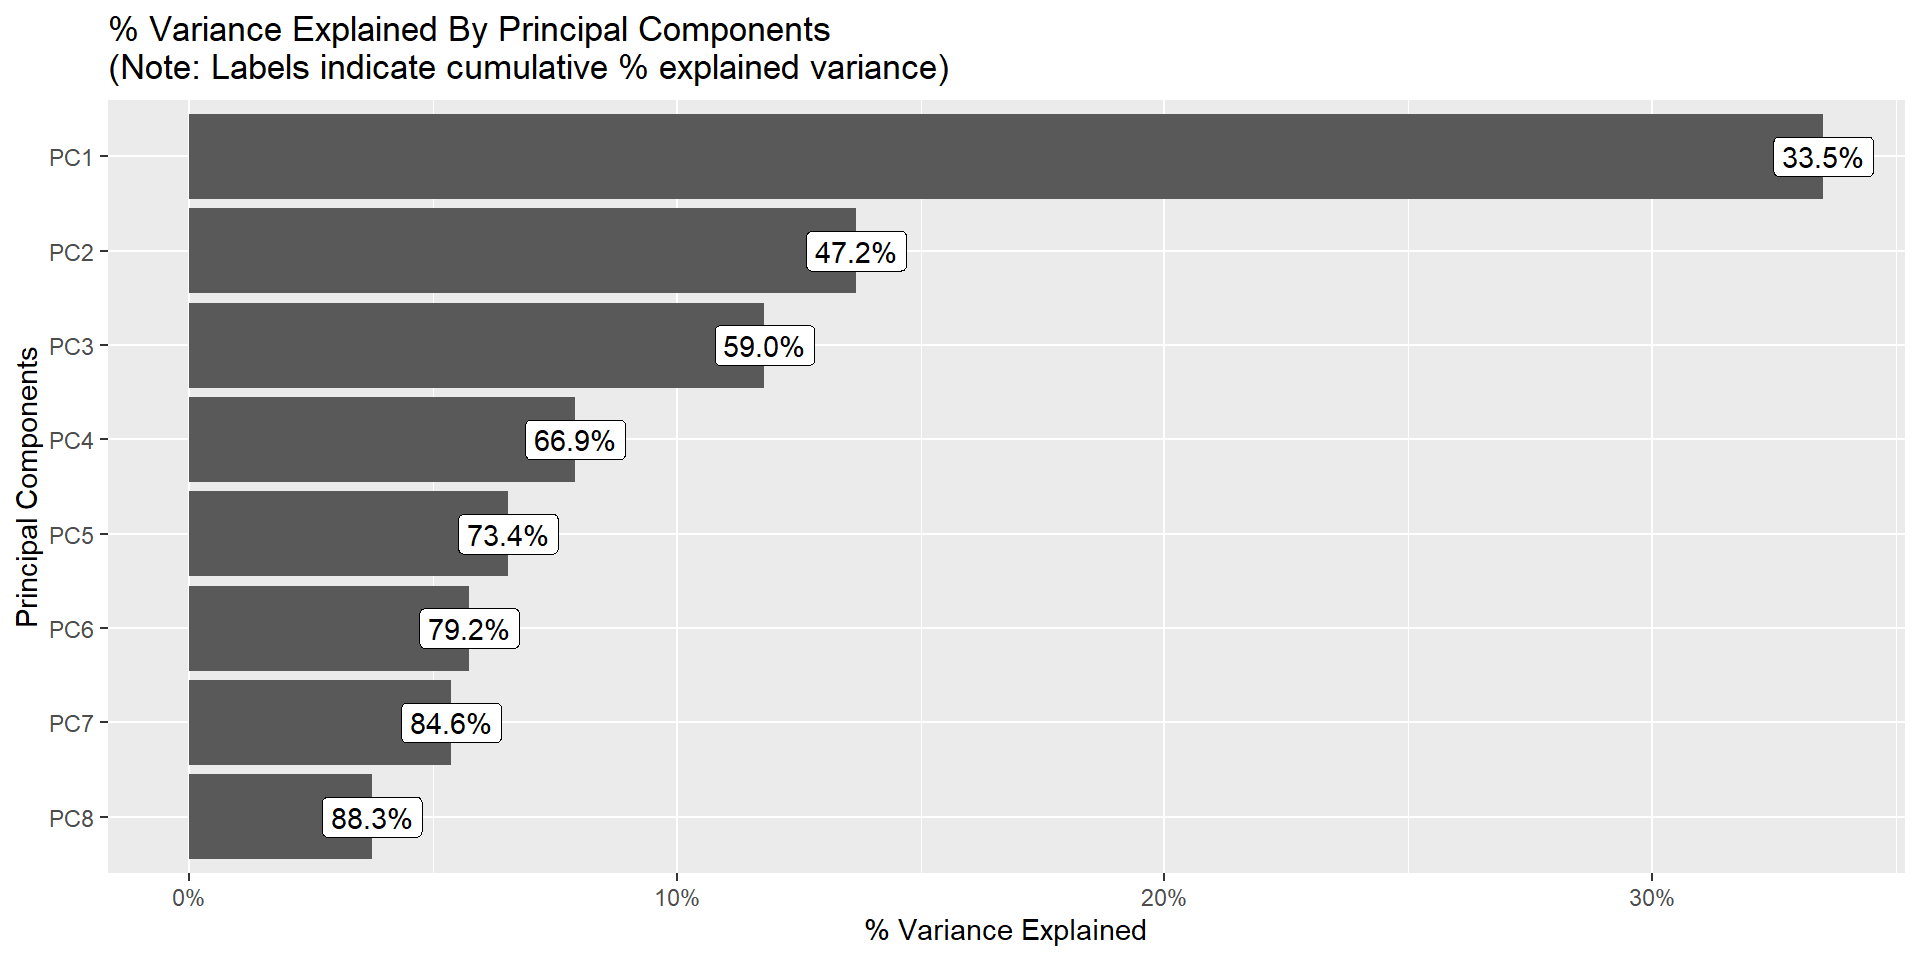 % Variance Explained By Principal Components
(Note: Labels indicate cumulative % explained variance)
Principal Components
PC1
33.5%
PC2
47.2%
PC3
59.0%
PC4
66.9%
PC5
73.4%
PC6
79.2%
PC7
84.6%
PC8
88.3%
0%
10%
20%
30%
% Variance Explained